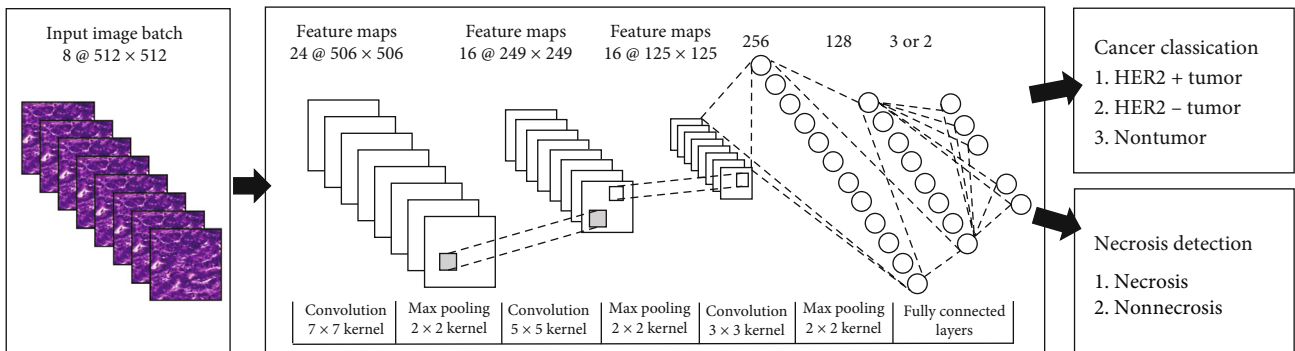 Input image batch
8 @ 512 × 512
Feature maps
24 @ 506 × 506
Feature maps
16 @ 249 × 249
Feature maps
16 @ 125 × 125
256
128
3 or 2
Convolution
7 × 7 kernel
Max pooling
2 × 2 kernel
Convolution
5 × 5 kernel
Max pooling
2 × 2 kernel
Convolution
3 × 3 kernel
Max pooling
2 × 2 kernel
Fully connected
layers
Cancer classication
1. HER2 + tumor
2. HER2 – tumor
3. Nontumor
Necrosis detection
1. Necrosis
2. Nonnecrosis